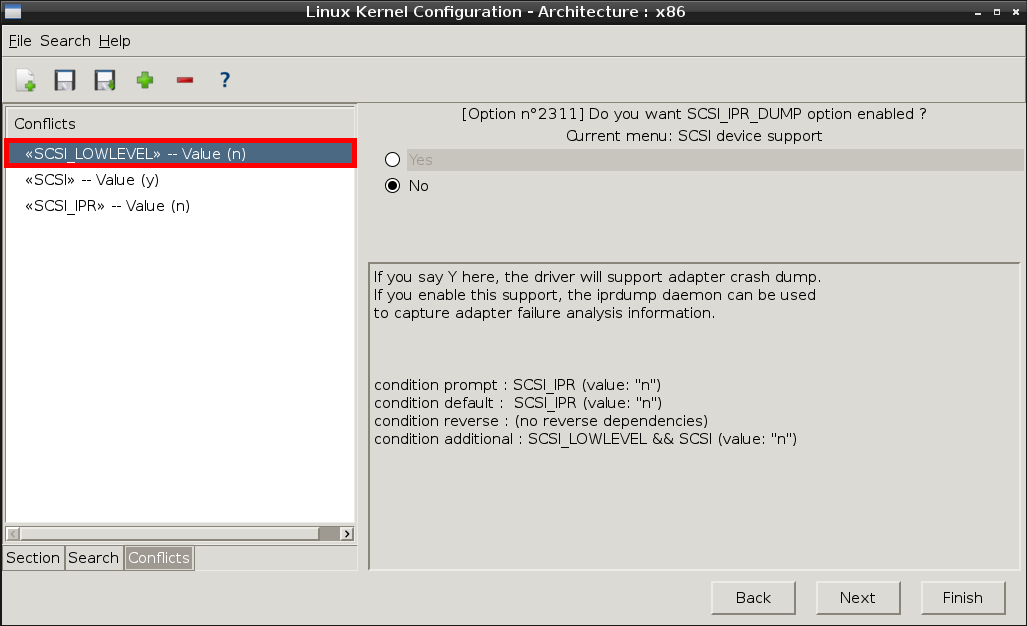 Linux Kernel Configuration - Architecture : x86
File Search Help
?
Conflicts
«SCSI_LOWLEVEL» -- Value (n)
«SCSI» -- Value (y)
«SCSI_IPR» -- Value (n)
Section Search Conflicts
[Option n°2311] Do you want SCSI_IPR_DUMP option enabled ?
Current menu: SCSI device support
Yes
No
If you say Y here, the driver will support adapter crash dump.
If you enable this support, the iprdump daemon can be used
to capture adapter failure analysis information.
condition prompt : SCSI_IPR (value: "n")
condition default :  SCSI_IPR (value: "n")
condition reverse : (no reverse dependencies)
condition additional : SCSI_LOWLEVEL && SCSI (value: "n")
Back Next Finish